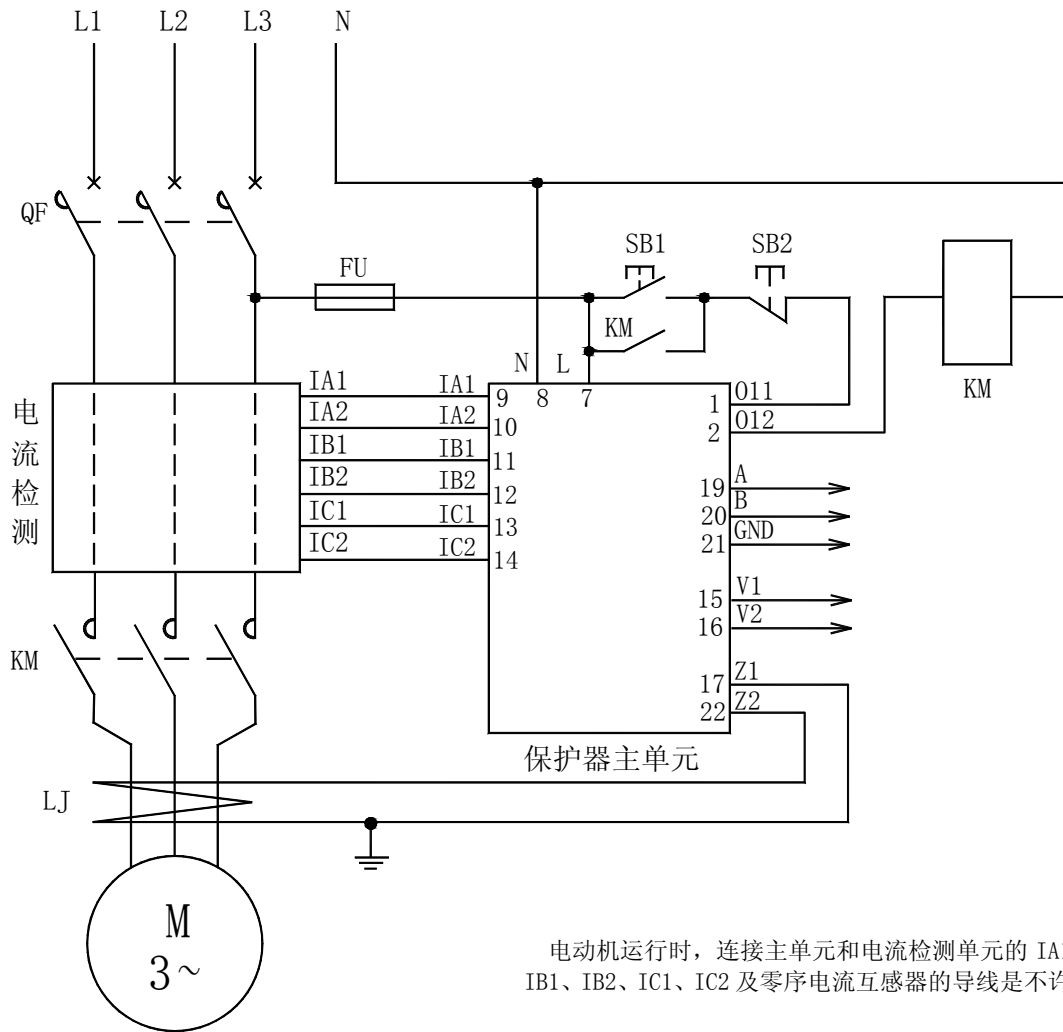 L1 L2 L3 N
QF
FU
SB1 SB2
KM
KM
N L
电流检测
IA1 IA1 9 8 7 1 O11
IA2 IA2 10 2 O12
IB1 IB1 11
IB2 IB2 12 19 A
IC1 IC1 13 20 B
IC2 IC2 14 21 GND
15 V1
16 V2
KM
17 Z1
22 Z2
保护器主单元
LJ
M
3~
电动机运行时，连接主单元和电流检测单元的 IA
IB1、IB2、IC1、IC2 及零序电流互感器的导线是不许